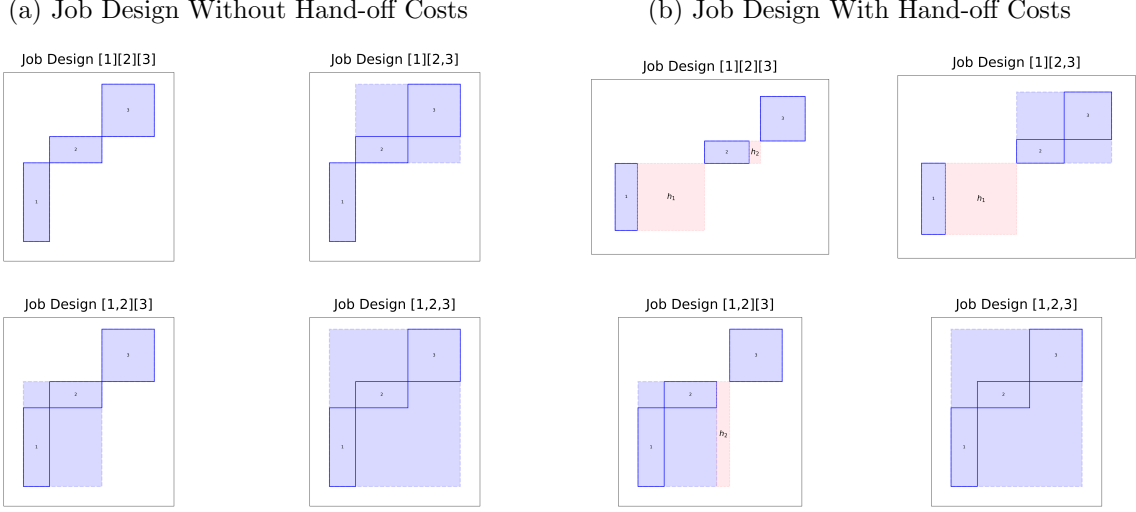 (a) Job Design Without Hand-off Costs
Job Design [1][2][3]
3
2
1
Job Design [1][2,3]
3
2
1
Job Design [1,2][3]
3
2
1
Job Design [1,2,3]
3
2
1
(b) Job Design With Hand-off Costs
Job Design [1][2][3]
3
2
h₂
1
h₁
Job Design [1][2,3]
3
2
1
h₁
Job Design [1,2][3]
3
2
h₂
1
Job Design [1,2,3]
3
2
1